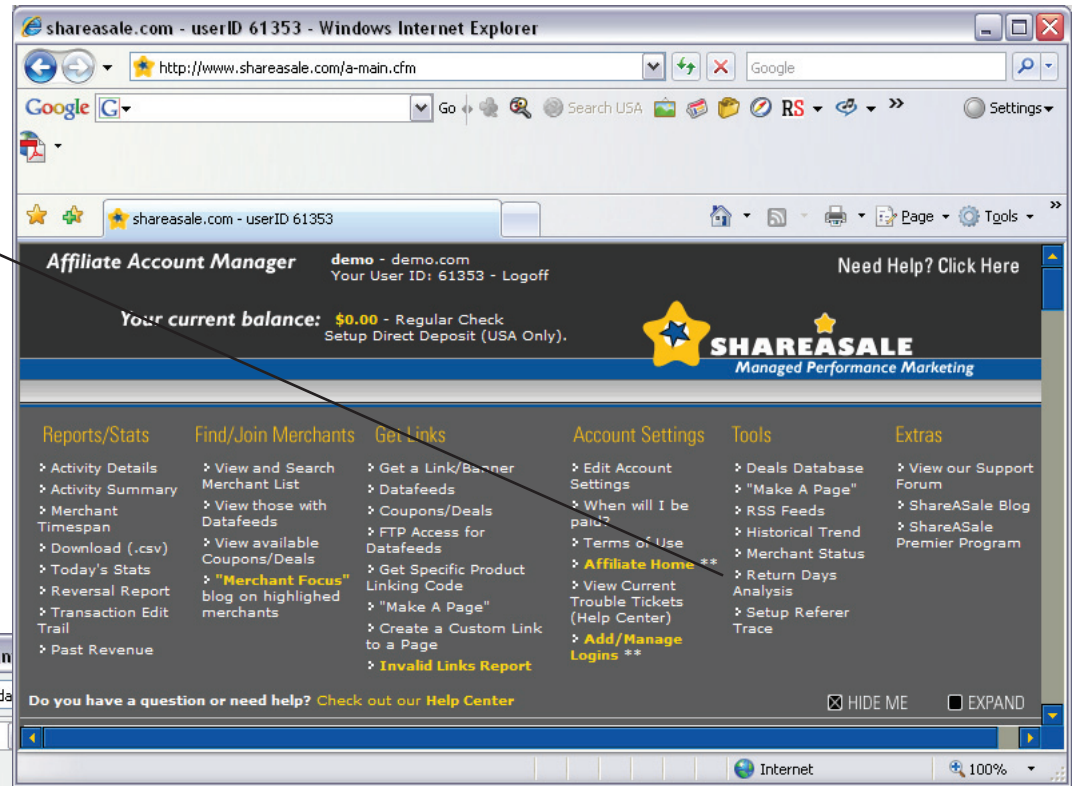 shareasale.com - userID 61353 - Windows Internet Explorer
http://www.shareasale.com/a-main.cfm
Google
Google G
Go
Search USA
RS
»
Settings
shareasale.com - userID 61353
Page
Tools
»
Affiliate Account Manager
demo - demo.com
Your User ID: 61353 - Logoff
Need Help? Click Here
Your current balance:
$0.00 - Regular Check
Setup Direct Deposit (USA Only).
SHAREASALE
Managed Performance Marketing
Reports/Stats
Activity Details
Activity Summary
Merchant
Timespan
Download (.csv)
Today's Stats
Reversal Report
Transaction Edit
Trail
Past Revenue
Find/Join Merchants
View and Search
Merchant List
View those with
Datafeeds
View available
Coupons/Deals
"Merchant Focus"
blog on highlighed
merchants
Get Links
Get a Link/Banner
Datafeeds
Coupons/Deals
FTP Access for
Datafeeds
Get Specific Product
Linking Code
"Make A Page"
Create a Custom Link
to a Page
Invalid Links Report
Account Settings
Edit Account
Settings
When will I be
paid?
Terms of Use
Affiliate Home **
View Current
Trouble Tickets
(Help Center)
Add/Manage
Logins **
Tools
Deals Database
"Make A Page"
RSS Feeds
Historical Trend
Merchant Status
Return Days
Analysis
Setup Referer
Trace
Extras
View our Support
Forum
ShareASale Blog
ShareASale
Premier Program
Do you have a question or need help? Check out our Help Center
HIDE ME
EXPAND
Internet
100%